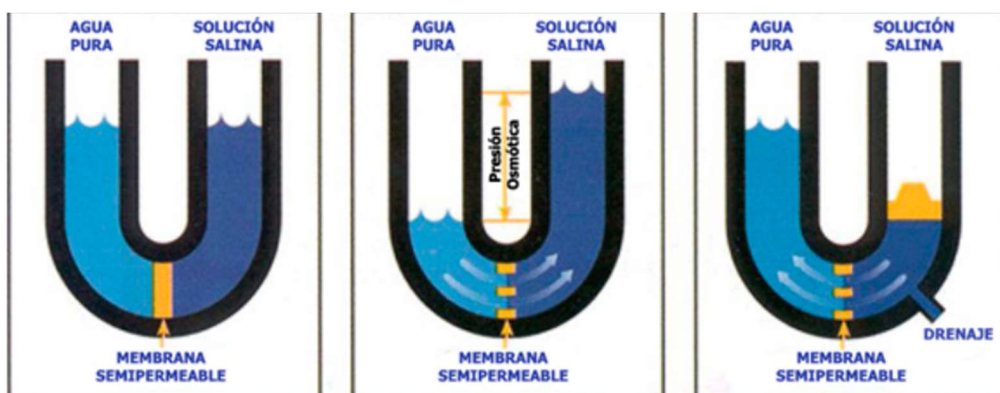 AGUA PURA
SOLUCIÓN SALINA
MEMBRANA
SEMIPERMEABLE
AGUA PURA
SOLUCIÓN SALINA
Presión
Osmótica
MEMBRANA
SEMIPERMEABLE
AGUA PURA
SOLUCIÓN SALINA
DRENAJE
MEMBRANA
SEMIPERMEABLE